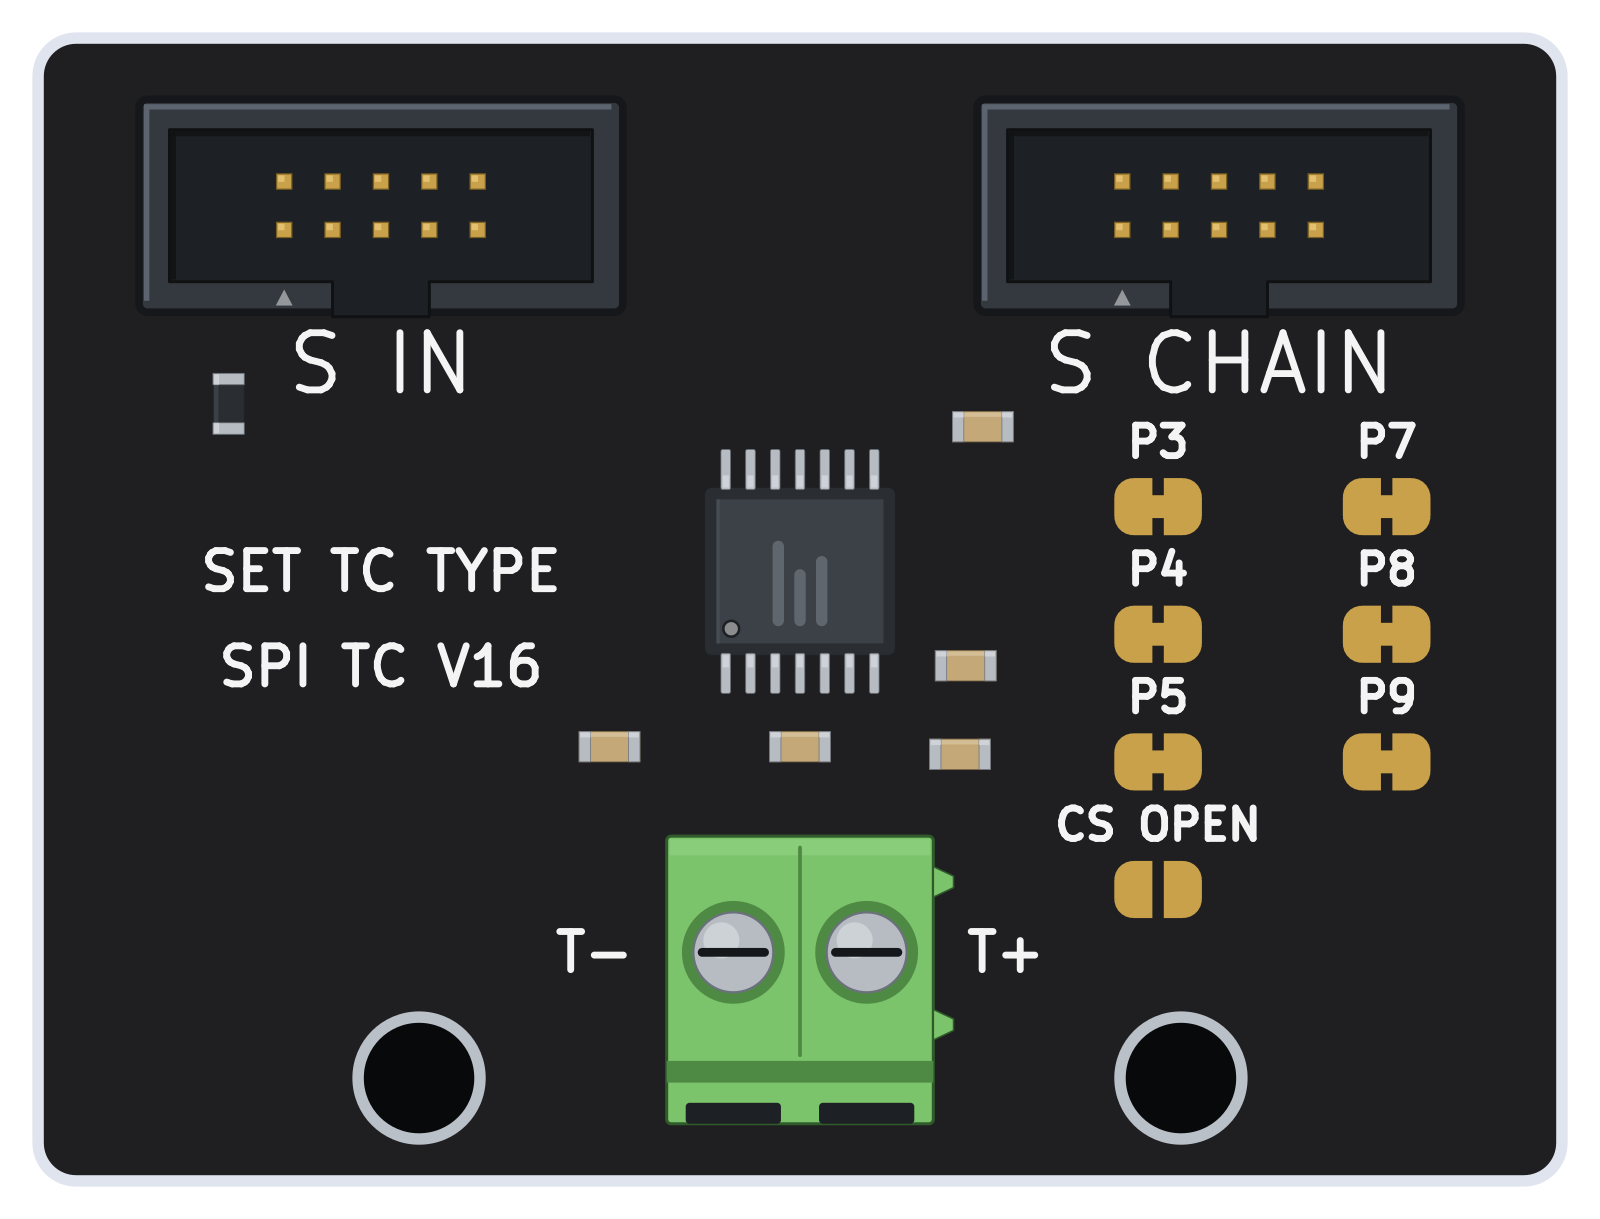 S IN
S CHAIN
P3
P7
P4
P8
P5
P9
SET TC TYPE
SPI TC V16
CS OPEN
T-
T+